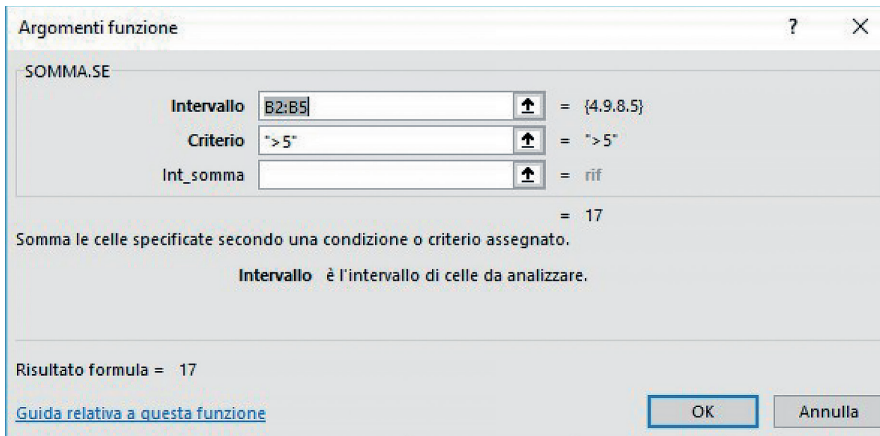 Argomenti funzione ? ×
SOMMA.SE
Intervallo B2:B5 = {4.9.8.5}
Criterio ">5" = ">5"
Int_somma = rif
= 17
Somma le celle specificate secondo una condizione o criterio assegnato.
Intervallo è l'intervallo di celle da analizzare.
Risultato formula = 17
Guida relativa a questa funzione OK Annulla